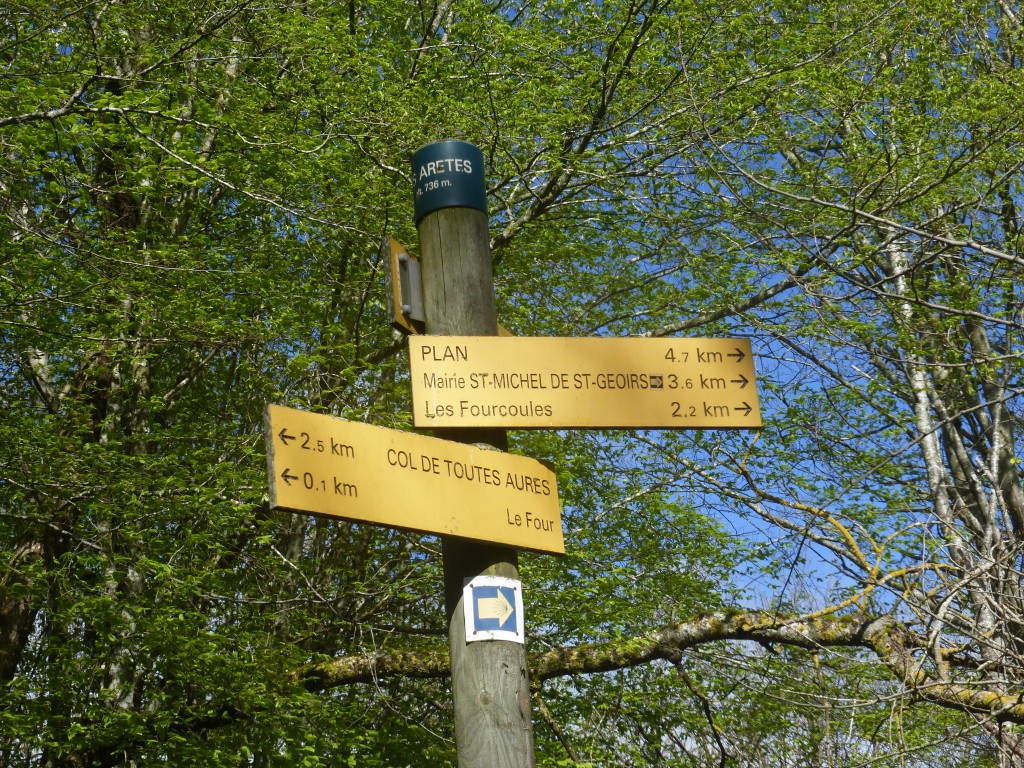 ARETES
736 m.
PLAN 4.7 km →
Mairie ST-MICHEL DE ST-GEOIRS 3.6 km →
Les Fourcoules 2.2 km →
← 2.5 km COL DE TOUTES AURES
← 0.1 km Le Four